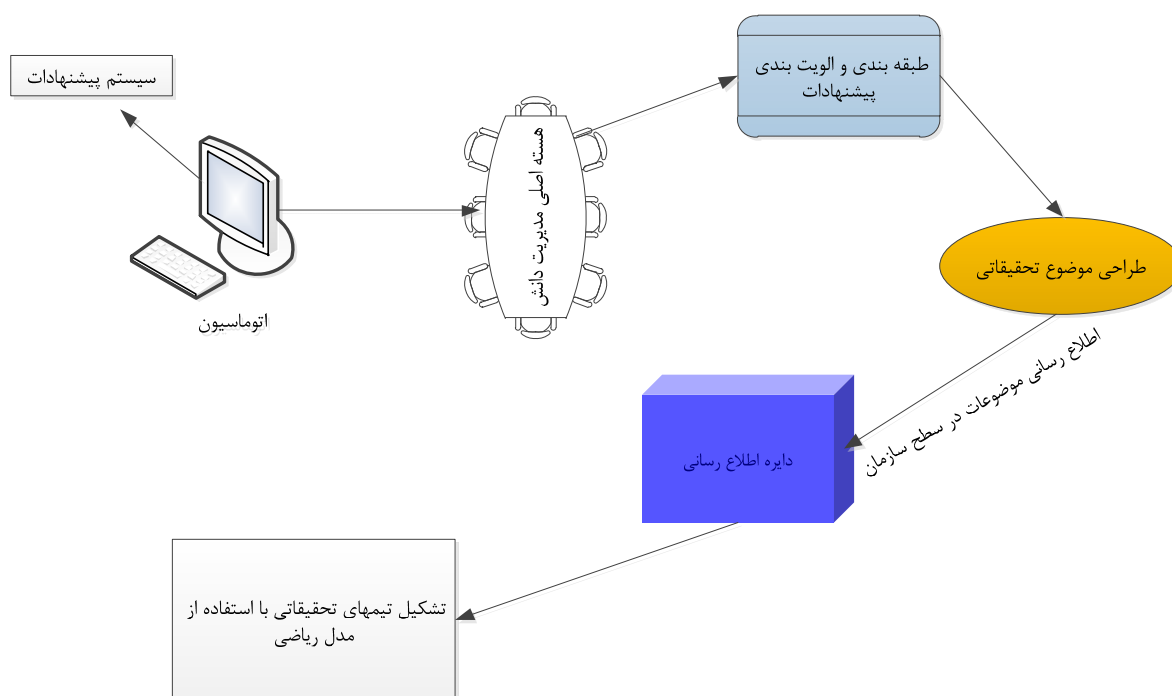 سیستم پیشنهادات
اتوماسیون
هسته اصلی مدیریت دانش
طبقه بندی و الویت بندی
پیشنهادات
طراحی موضوع تحقیقاتی
اطلاع رسانی موضوعات در سطح سازمان
دایره اطلاع رسانی
تشکیل تیمهای تحقیقاتی با استفاده از
مدل ریاضی